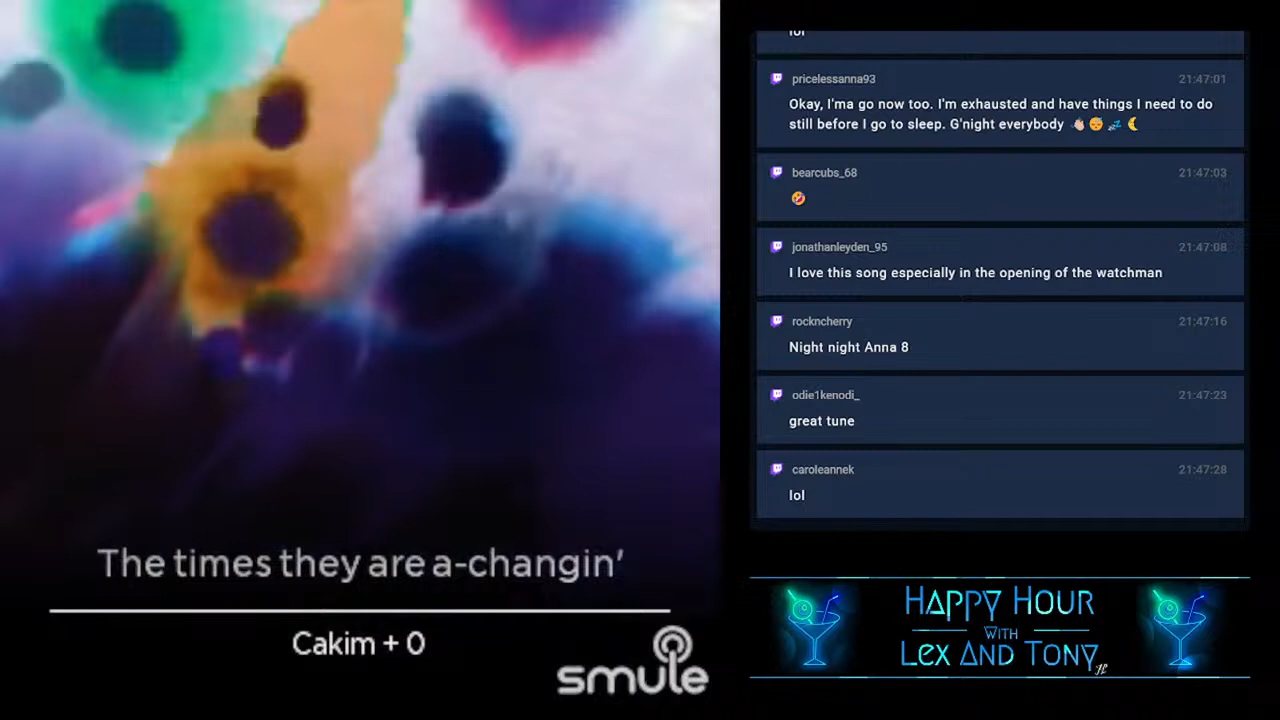 The times they are a-changin'
Cakim + 0
smule
lol
pricelessanna93 21:47:01
Okay, I'ma go now too. I'm exhausted and have things I need to do
still before I go to sleep. G'night everybody 👋🏻😴💤🌜
bearcubs_68 21:47:03
🤣
jonathanleyden_95 21:47:08
I love this song especially in the opening of the watchman
rockncherry 21:47:16
Night night Anna 8
odie1kenodi_ 21:47:23
great tune
caroleannek 21:47:28
lol
HAPPY HOUR
WITH
LEX AND TONY